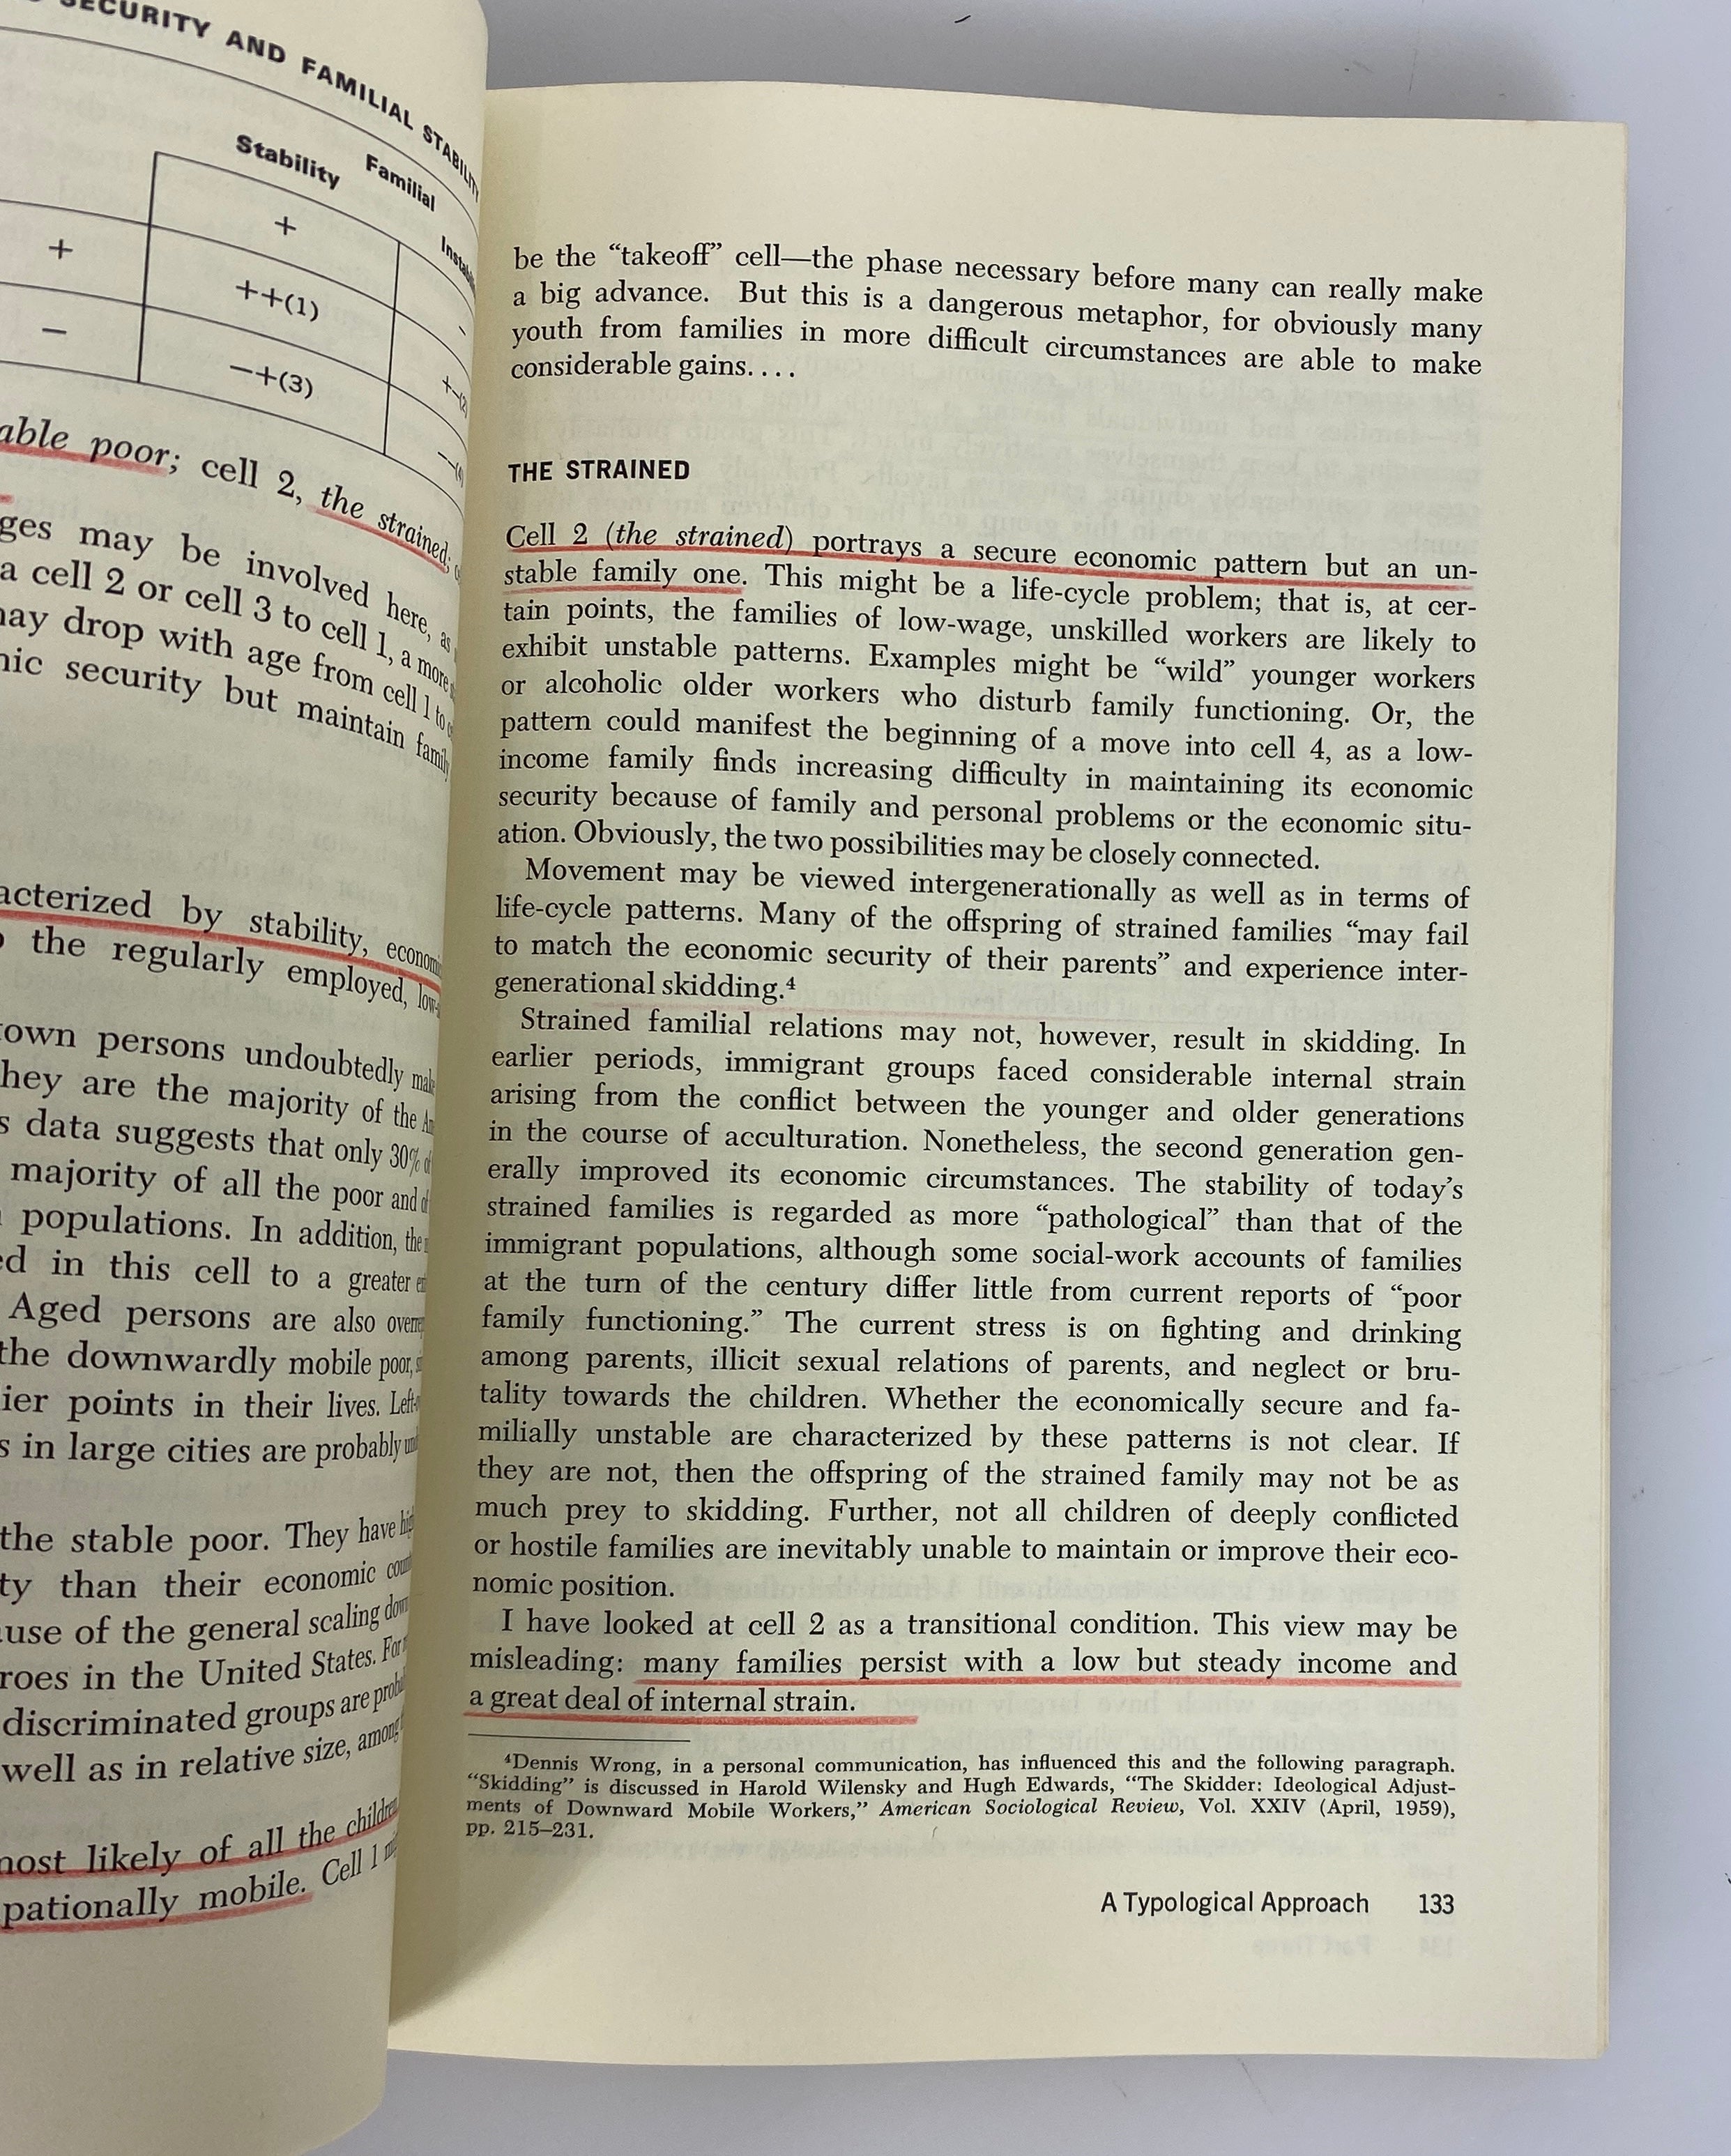 SECURITY AND FAMILIAL STABILITY
Stability Familial
+
+ ++(1) -
- -+(3) +-(2)
able poor; cell 2, the strained;
ges may be involved here, as
a cell 2 or cell 3 to cell 1, a more
may drop with age from cell 1 to
mic security but maintain family
acterized by stability, economic
the regularly employed, low-
own persons undoubtedly make
hey are the majority of the
s data suggests that only 30% of
majority of all the poor and of
populations. In addition, the
ed in this cell to a greater
Aged persons are also
the downwardly mobile poor,
ier points in their lives.
s in large cities are probably
the stable poor. They have
ty than their economic
use of the general scaling down
roes in the United States. For
discriminated groups are
well as in relative size, among
most likely of all the children
pationally mobile. Cell 1
be the “takeoff” cell—the phase necessary before many can really make
a big advance. But this is a dangerous metaphor, for obviously many
youth from families in more difficult circumstances are able to make
considerable gains. . . .
THE STRAINED
Cell 2 (the strained) portrays a secure economic pattern but an un-
stable family one. This might be a life-cycle problem; that is, at cer-
tain points, the families of low-wage, unskilled workers are likely to
exhibit unstable patterns. Examples might be “wild” younger workers
or alcoholic older workers who disturb family functioning. Or, the
pattern could manifest the beginning of a move into cell 4, as a low-
income family finds increasing difficulty in maintaining its economic
security because of family and personal problems or the economic situ-
ation. Obviously, the two possibilities may be closely connected.
Movement may be viewed intergenerationally as well as in terms of
life-cycle patterns. Many of the offspring of strained families “may fail
to match the economic security of their parents” and experience inter-
generational skidding.⁴
Strained familial relations may not, however, result in skidding. In
earlier periods, immigrant groups faced considerable internal strain
arising from the conflict between the younger and older generations
in the course of acculturation. Nonetheless, the second generation gen-
erally improved its economic circumstances. The stability of today’s
strained families is regarded as more “pathological” than that of the
immigrant populations, although some social-work accounts of families
at the turn of the century differ little from current reports of “poor
family functioning.” The current stress is on fighting and drinking
among parents, illicit sexual relations of parents, and neglect or bru-
tality towards the children. Whether the economically secure and fa-
milially unstable are characterized by these patterns is not clear. If
they are not, then the offspring of the strained family may not be as
much prey to skidding. Further, not all children of deeply conflicted
or hostile families are inevitably unable to maintain or improve their eco-
nomic position.
I have looked at cell 2 as a transitional condition. This view may be
misleading: many families persist with a low but steady income and
a great deal of internal strain.
⁴Dennis Wrong, in a personal communication, has influenced this and the following paragraph.
“Skidding” is discussed in Harold Wilensky and Hugh Edwards, “The Skidder: Ideological Adjust-
ments of Downward Mobile Workers,” American Sociological Review, Vol. XXIV (April, 1959),
pp. 215–231.
A Typological Approach 133